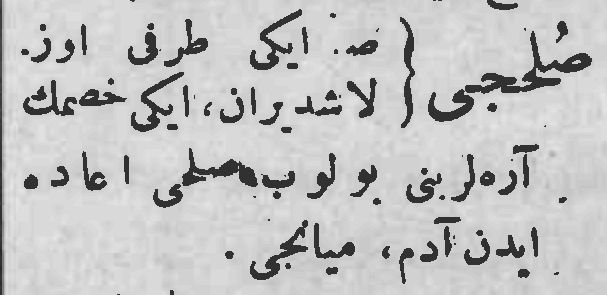 صُلحجی } ص. ایکی طرفی اوز.
لاشدیران، ایکی خصمك
آره‌لرینی بولوب صلحی اعاده
ایدن آدم، میانجی.